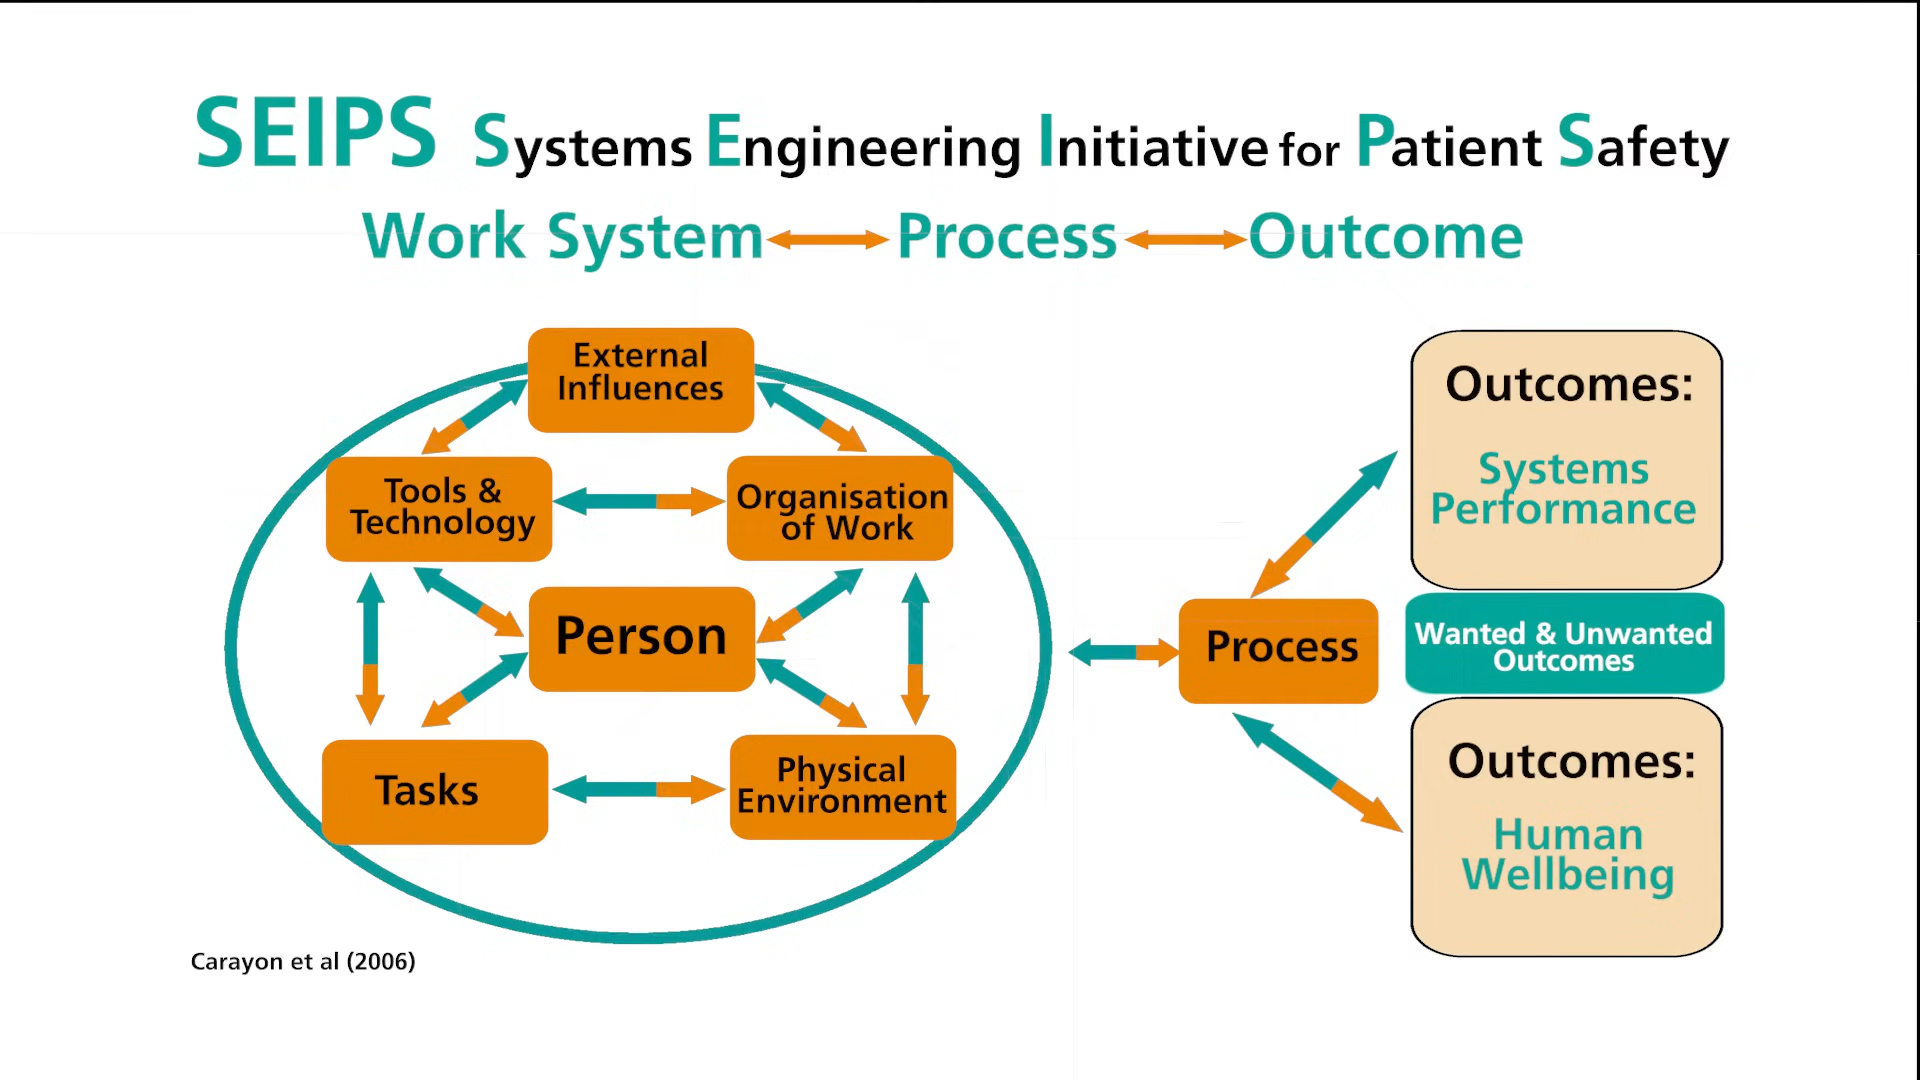 SEIPS Systems Engineering Initiative for Patient Safety
Work System Process Outcome
External
Influences
Tools &
Technology
Organisation
of Work
Person
Tasks
Physical
Environment
Process
Outcomes:
Systems
Performance
Wanted & Unwanted
Outcomes
Outcomes:
Human
Wellbeing
Carayon et al (2006)